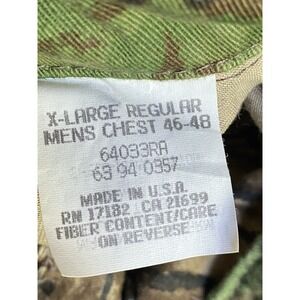 X-LARGE REGULAR
MENS CHEST 46-48
64033RA
63 94 0357
MADE IN U.S.A.
RN 17182 CA 21699
FIBER CONTENT/CARE
ON REVERSE